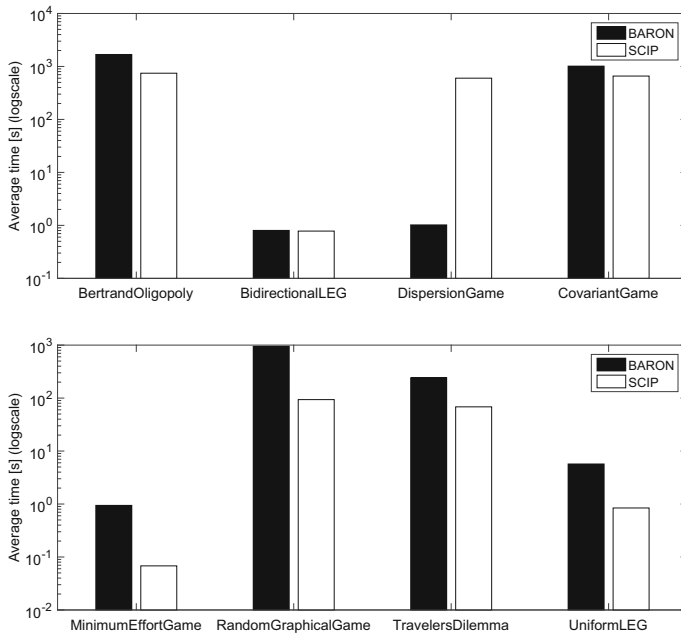 Average time [s] (logscale)
10^4
10^3
10^2
10^1
10^0
10^-1
BARON
SCIP
BertrandOligopoly
BidirectionalLEG
DispersionGame
CovariantGame
Average time [s] (logscale)
10^3
10^2
10^1
10^0
10^-1
10^-2
BARON
SCIP
MinimumEffortGame
RandomGraphicalGame
TravelersDilemma
UniformLEG